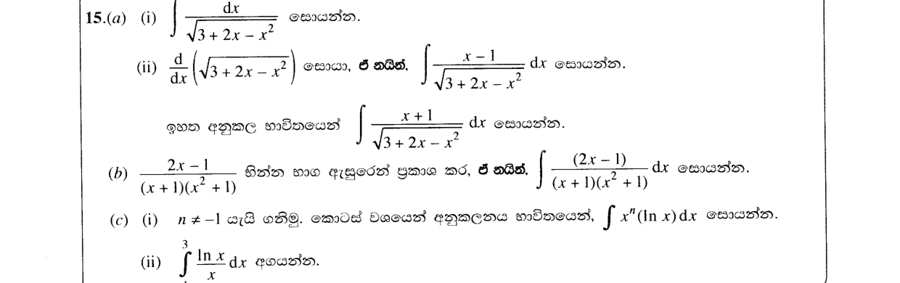 15.(a) (i) ∫ dx/√(3 + 2x − x²) සොයන්න.
(ii) d/dx (√(3 + 2x − x²)) සොයා, ඒ නයින්, ∫ (x − 1)/√(3 + 2x − x²) dx සොයන්න.
ඉහත අනුකල භාවිතයෙන් ∫ (x + 1)/√(3 + 2x − x²) dx සොයන්න.
(b) (2x − 1)/((x + 1)(x² + 1)) භින්න භාග ඇසුරෙන් ප්‍රකාශ කර, ඒ නයින්, ∫ (2x − 1)/((x + 1)(x² + 1)) dx සොයන්න.
(c) (i) n ≠ −1 යැයි ගනිමු. කොටස් වශයෙන් අනුකලනය භාවිතයෙන්, ∫ xⁿ(ln x) dx සොයන්න.
(ii) ∫³ (ln x)/x dx අගයන්න.